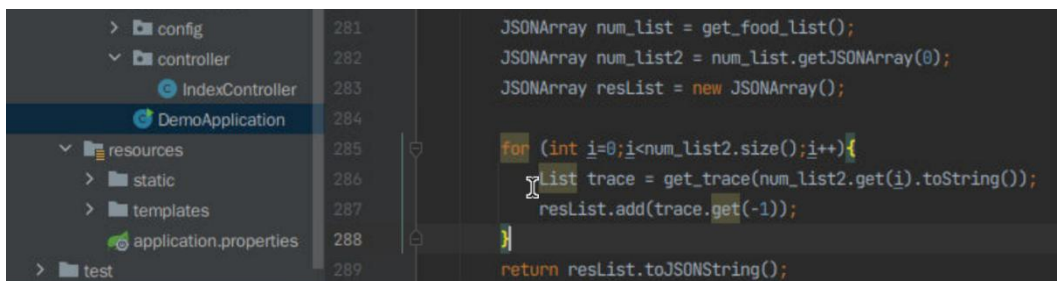 config
controller
IndexController
DemoApplication
resources
static
templates
application.properties
test
281 JSONArray num_list = get_food_list();
282 JSONArray num_list2 = num_list.getJSONArray(0);
283 JSONArray resList = new JSONArray();
284
285 for (int i=0;i<num_list2.size();i++){
286 List trace = get_trace(num_list2.get(i).toString());
287 resList.add(trace.get(-1));
288 }
289 return resList.toJSONString();